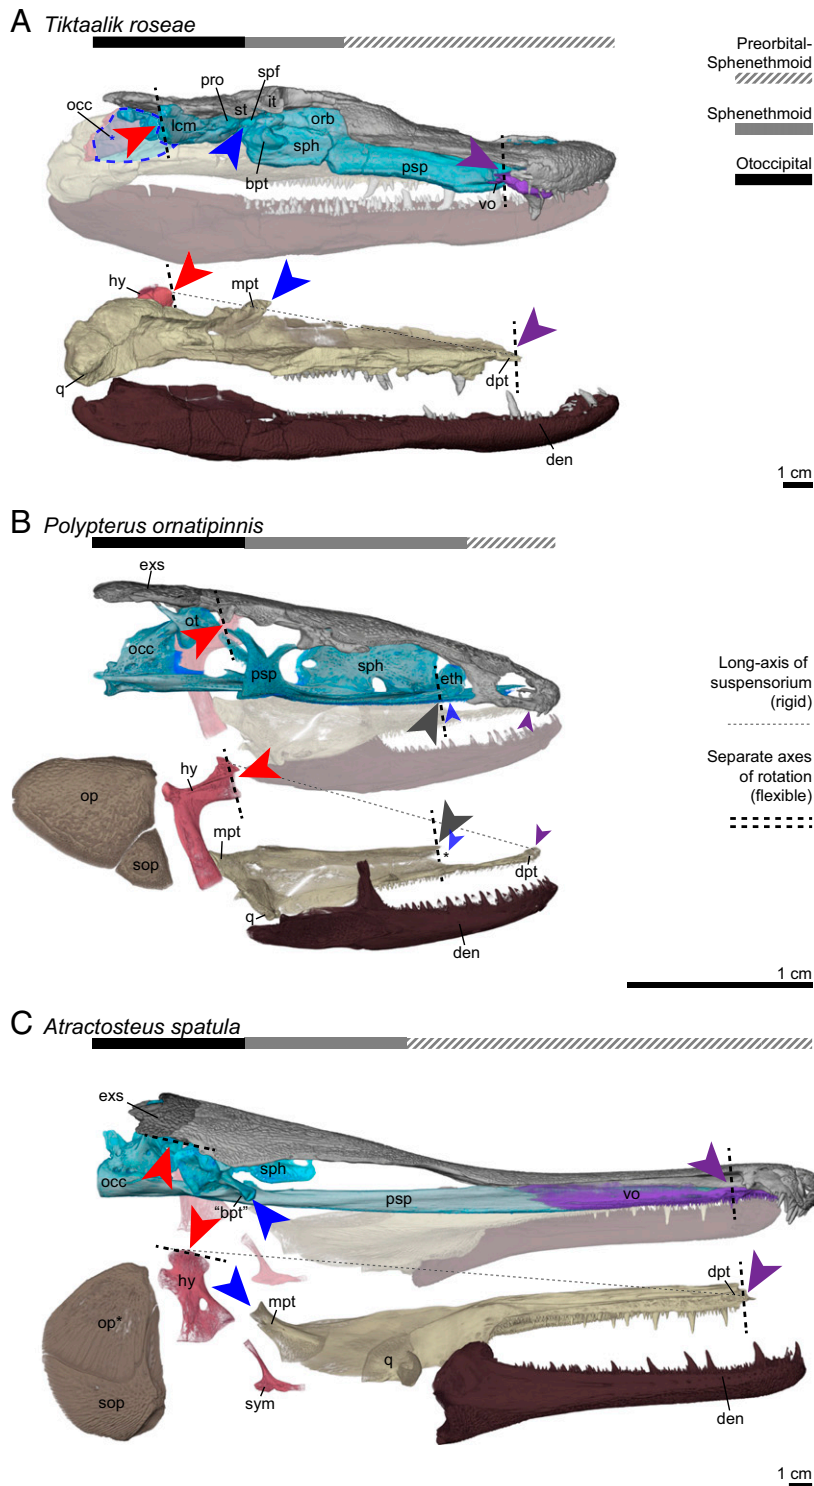 A Tiktaalik roseae
Preorbital-
Sphenethmoid
Sphenethmoid
Otoccipital
occ
pro
spf
st
it
lcm
orb
sph
bpt
psp
vo
hy
mpt
q
dpt
den
1 cm
B Polypterus ornatipinnis
exs
ot
occ
psp
sph
eth
Long-axis of
suspensorium
(rigid)
Separate axes
of rotation
(flexible)
op
sop
hy
mpt
*
dpt
q
den
1 cm
C Atractosteus spatula
exs
occ
sph
"bpt"
psp
vo
hy
mpt
dpt
op*
sop
q
sym
den
1 cm